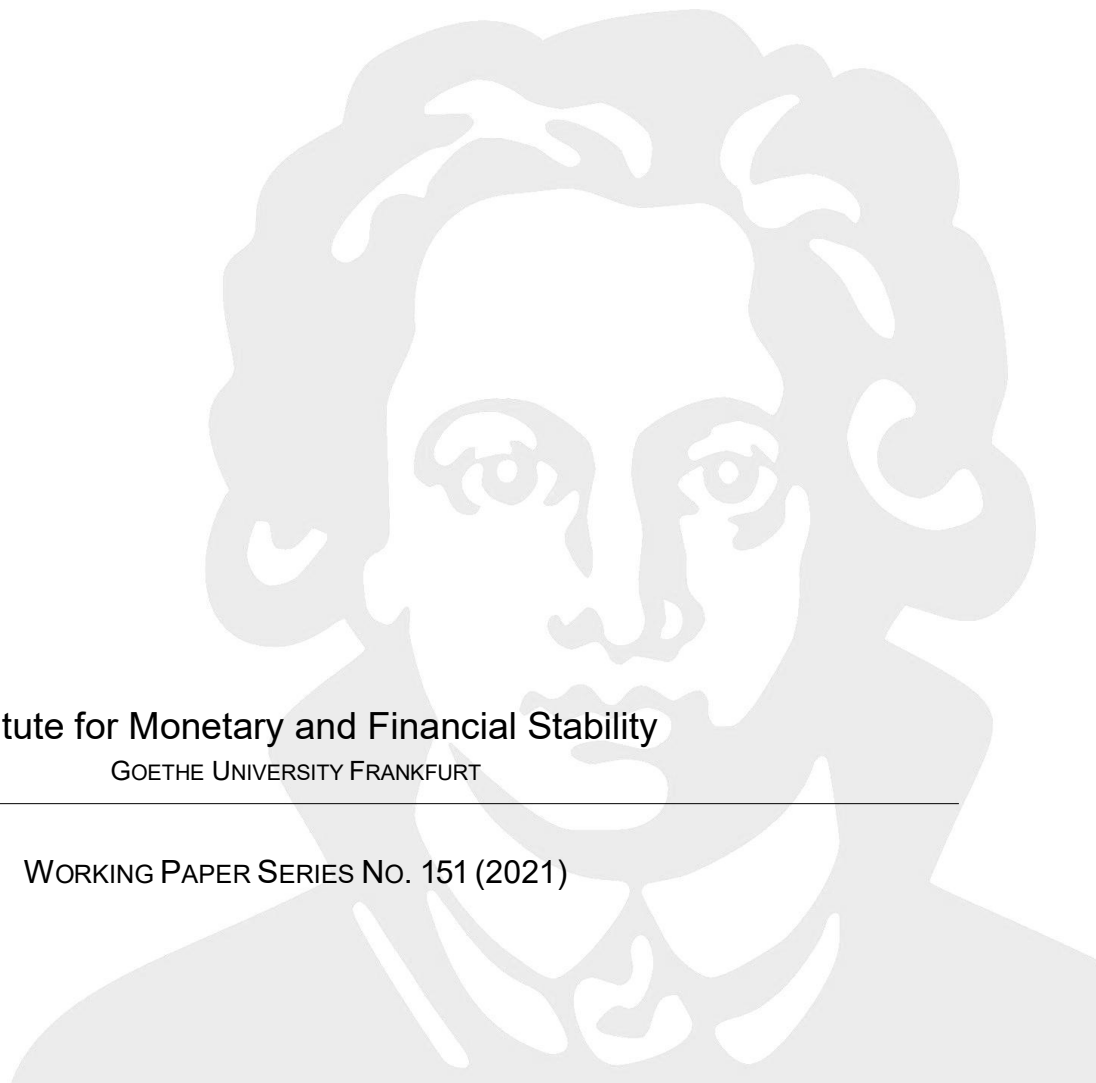 tute for Monetary and Financial Stability
GOETHE UNIVERSITY FRANKFURT
WORKING PAPER SERIES NO. 151 (2021)